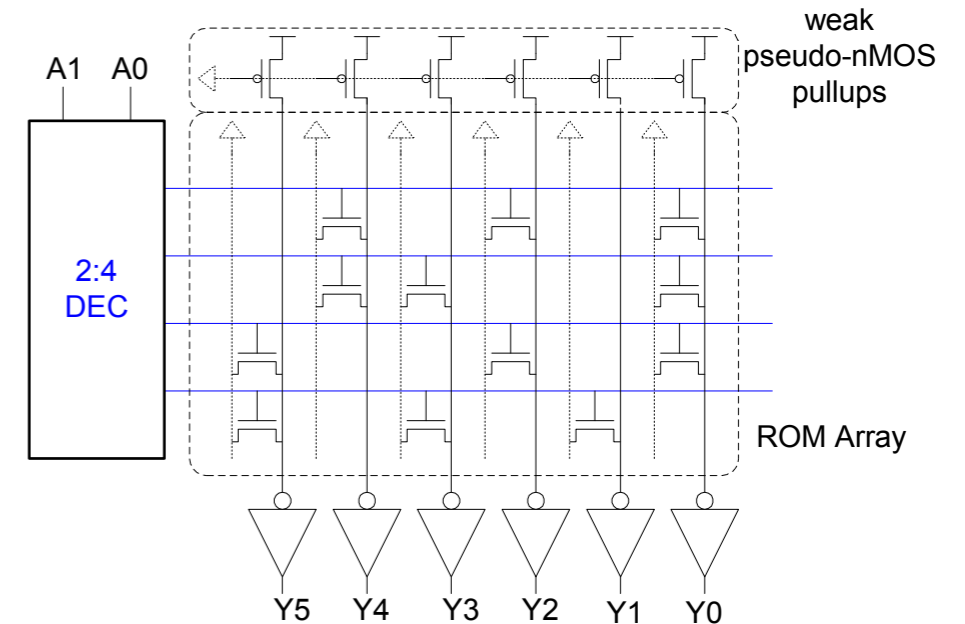 weak
pseudo-nMOS
pullups
A1 A0
2:4
DEC
ROM Array
Y5 Y4 Y3 Y2 Y1 Y0